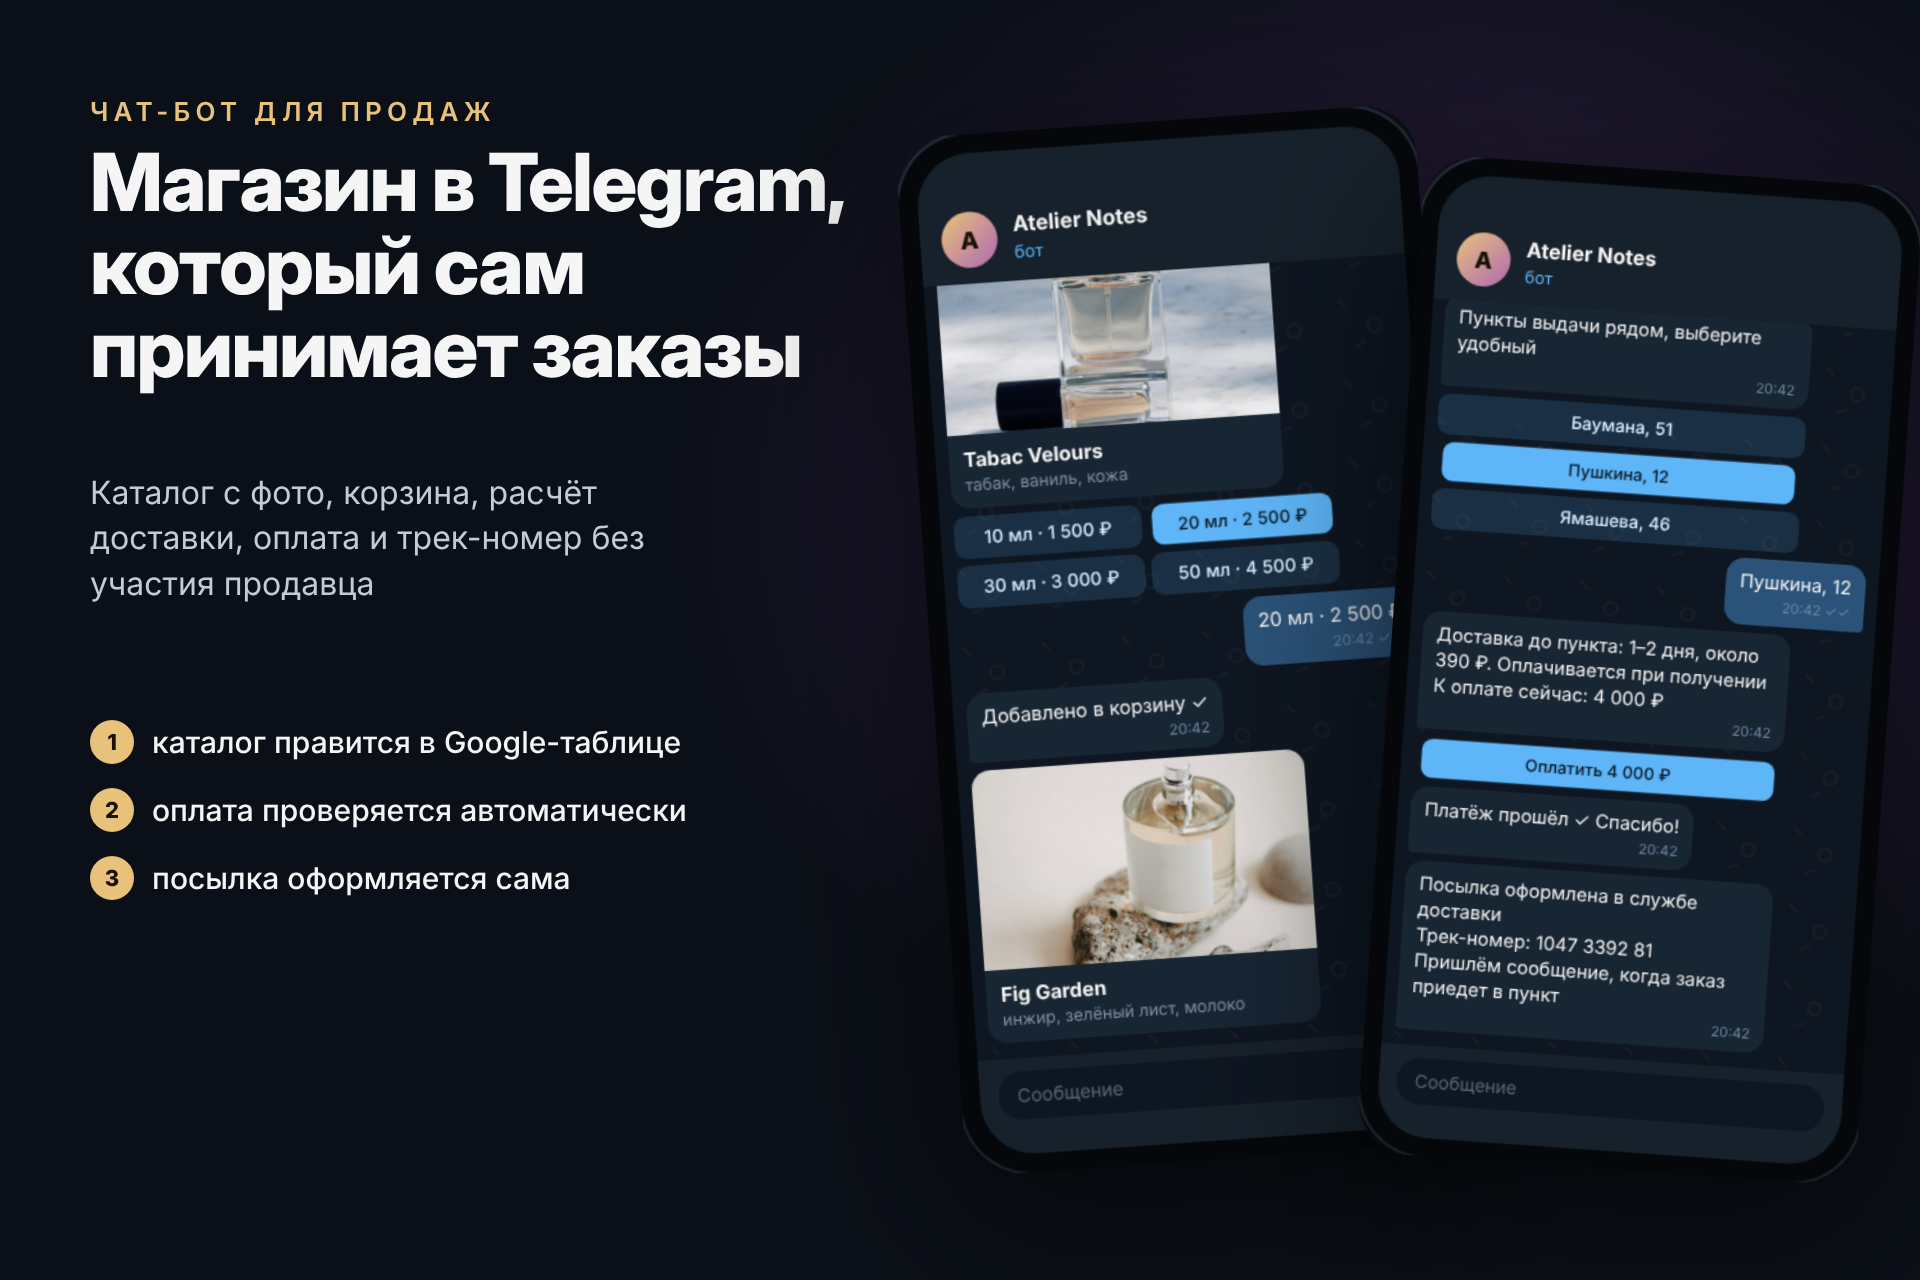 ЧАТ-БОТ ДЛЯ ПРОДАЖ
Магазин в Telegram,
который сам
принимает заказы
Каталог с фото, корзина, расчёт
доставки, оплата и трек-номер без
участия продавца
1 каталог правится в Google-таблице
2 оплата проверяется автоматически
3 посылка оформляется сама
A
Atelier Notes
бот
Tabac Velours
табак, ваниль, кожа
10 мл · 1 500 ₽
20 мл · 2 500 ₽
30 мл · 3 000 ₽
50 мл · 4 500 ₽
20 мл · 2 500 ₽
20:42 ✓
Добавлено в корзину ✓
20:42
Fig Garden
инжир, зелёный лист, молоко
Сообщение
A
Atelier Notes
бот
Пункты выдачи рядом, выберите
удобный
20:42
Баумана, 51
Пушкина, 12
Ямашева, 46
Пушкина, 12
20:42 ✓✓
Доставка до пункта: 1–2 дня, около
390 ₽. Оплачивается при получении
К оплате сейчас: 4 000 ₽
20:42
Оплатить 4 000 ₽
Платёж прошёл ✓ Спасибо!
20:42
Посылка оформлена в службе
доставки
Трек-номер: 1047 3392 81
Пришлём сообщение, когда заказ
приедет в пункт
20:42
Сообщение